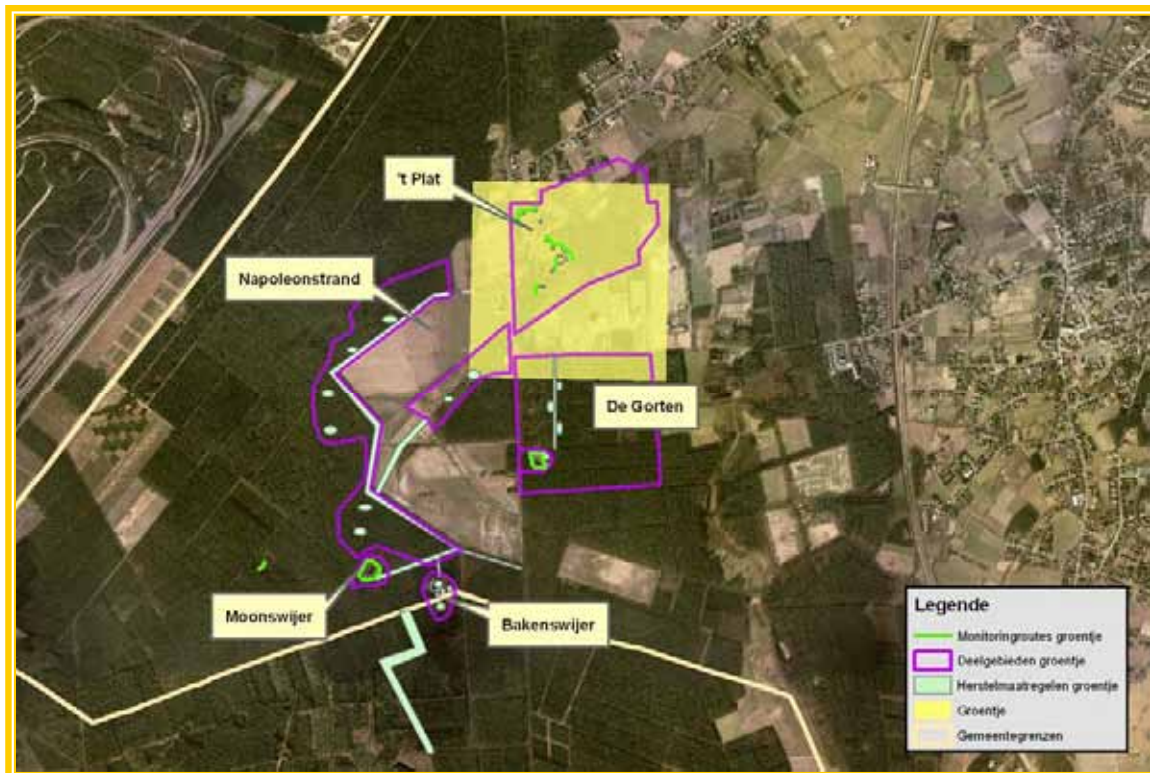 't Plat
Napoleonstrand
De Gorten
Moonswijer
Bakenswijer
Legende
Monitoringroutes groentje
Deelgebieden groentje
Herstelmaatregelen groentje
Groentje
Gemeentegrenzen